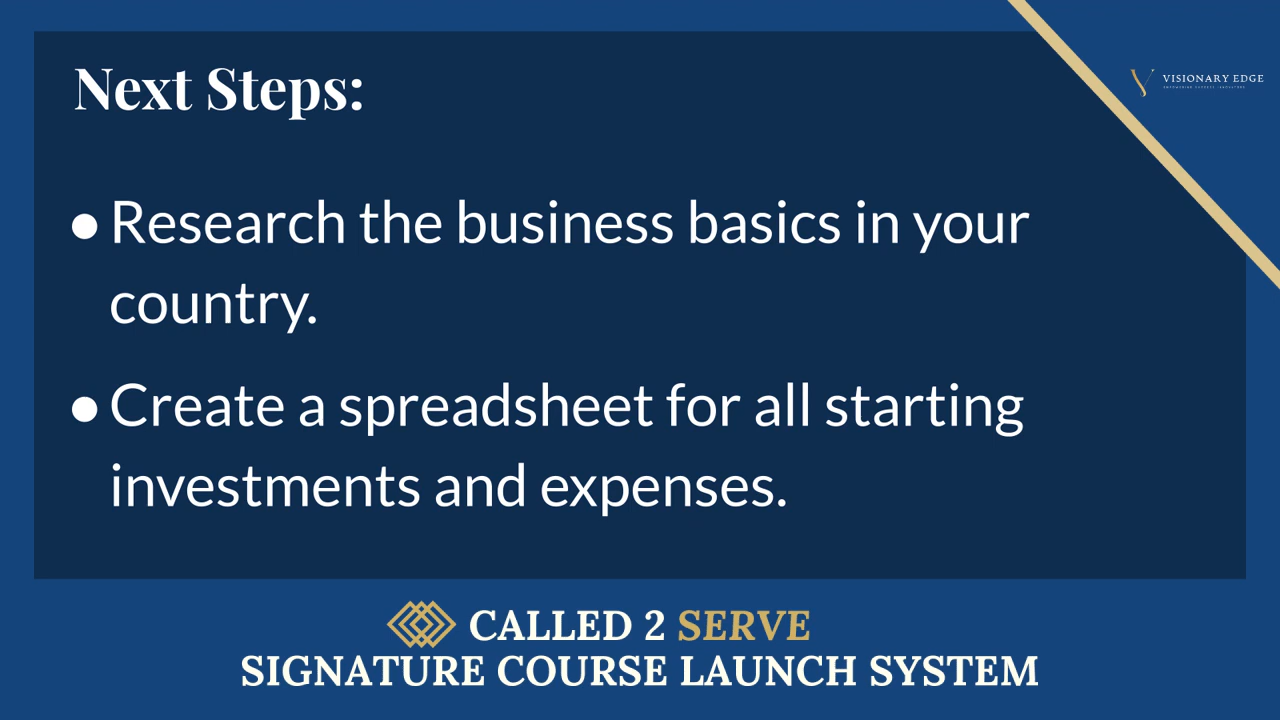 Next Steps:
VISIONARY EDGE
● Research the business basics in your
country.
● Create a spreadsheet for all starting
investments and expenses.
CALLED 2 SERVE
SIGNATURE COURSE LAUNCH SYSTEM